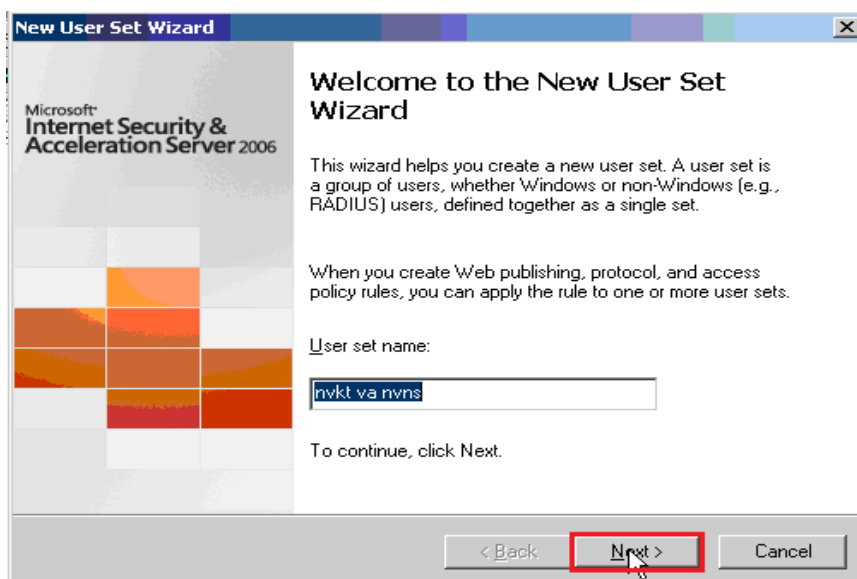 New User Set Wizard
Microsoft
Internet Security &
Acceleration Server 2006
Welcome to the New User Set
Wizard
This wizard helps you create a new user set. A user set is
a group of users, whether Windows or non-Windows (e.g.,
RADIUS) users, defined together as a single set.
When you create Web publishing, protocol, and access
policy rules, you can apply the rule to one or more user sets.
User set name:
nvkt va nvns
To continue, click Next.
< Back
Next >
Cancel